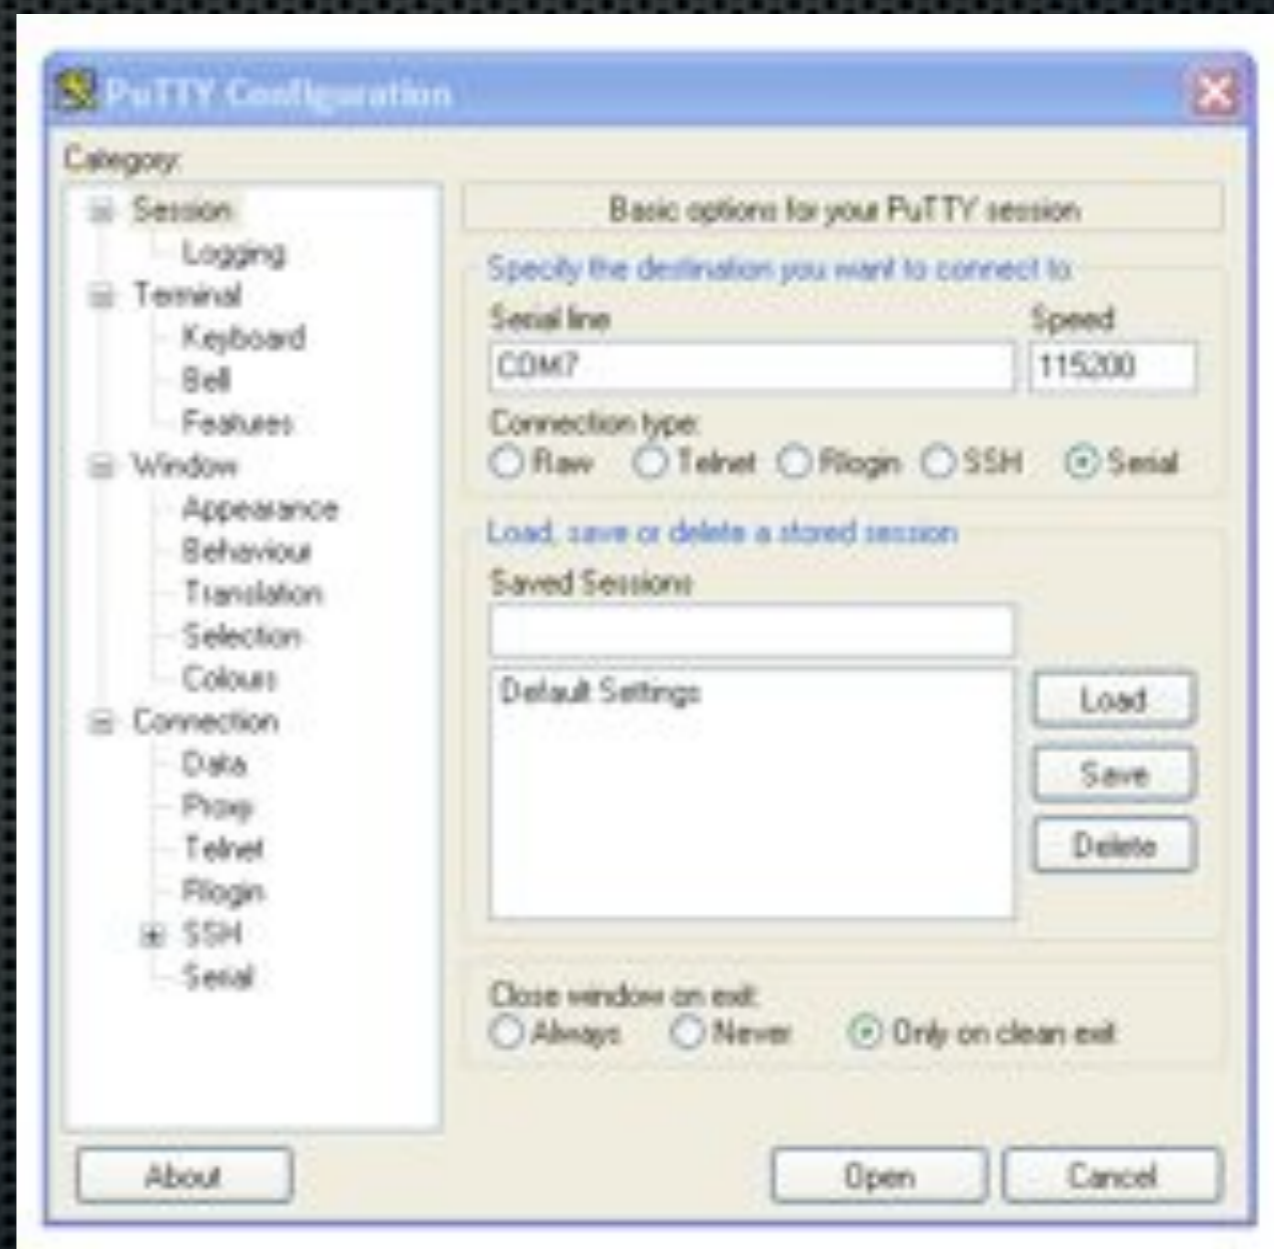 PuTTY Configuration
Category:
Session
Logging
Terminal
Keyboard
Bell
Features
Window
Appearance
Behaviour
Translation
Selection
Colours
Connection
Data
Proxy
Telnet
Rlogin
SSH
Serial
Basic options for your PuTTY session
Specify the destination you want to connect to
Serial line Speed
COM7 115200
Connection type:
Raw Telnet Rlogin SSH Serial
Load, save or delete a stored session
Saved Sessions
Default Settings
Load
Save
Delete
Close window on exit:
Always Never Only on clean exit
About Open Cancel